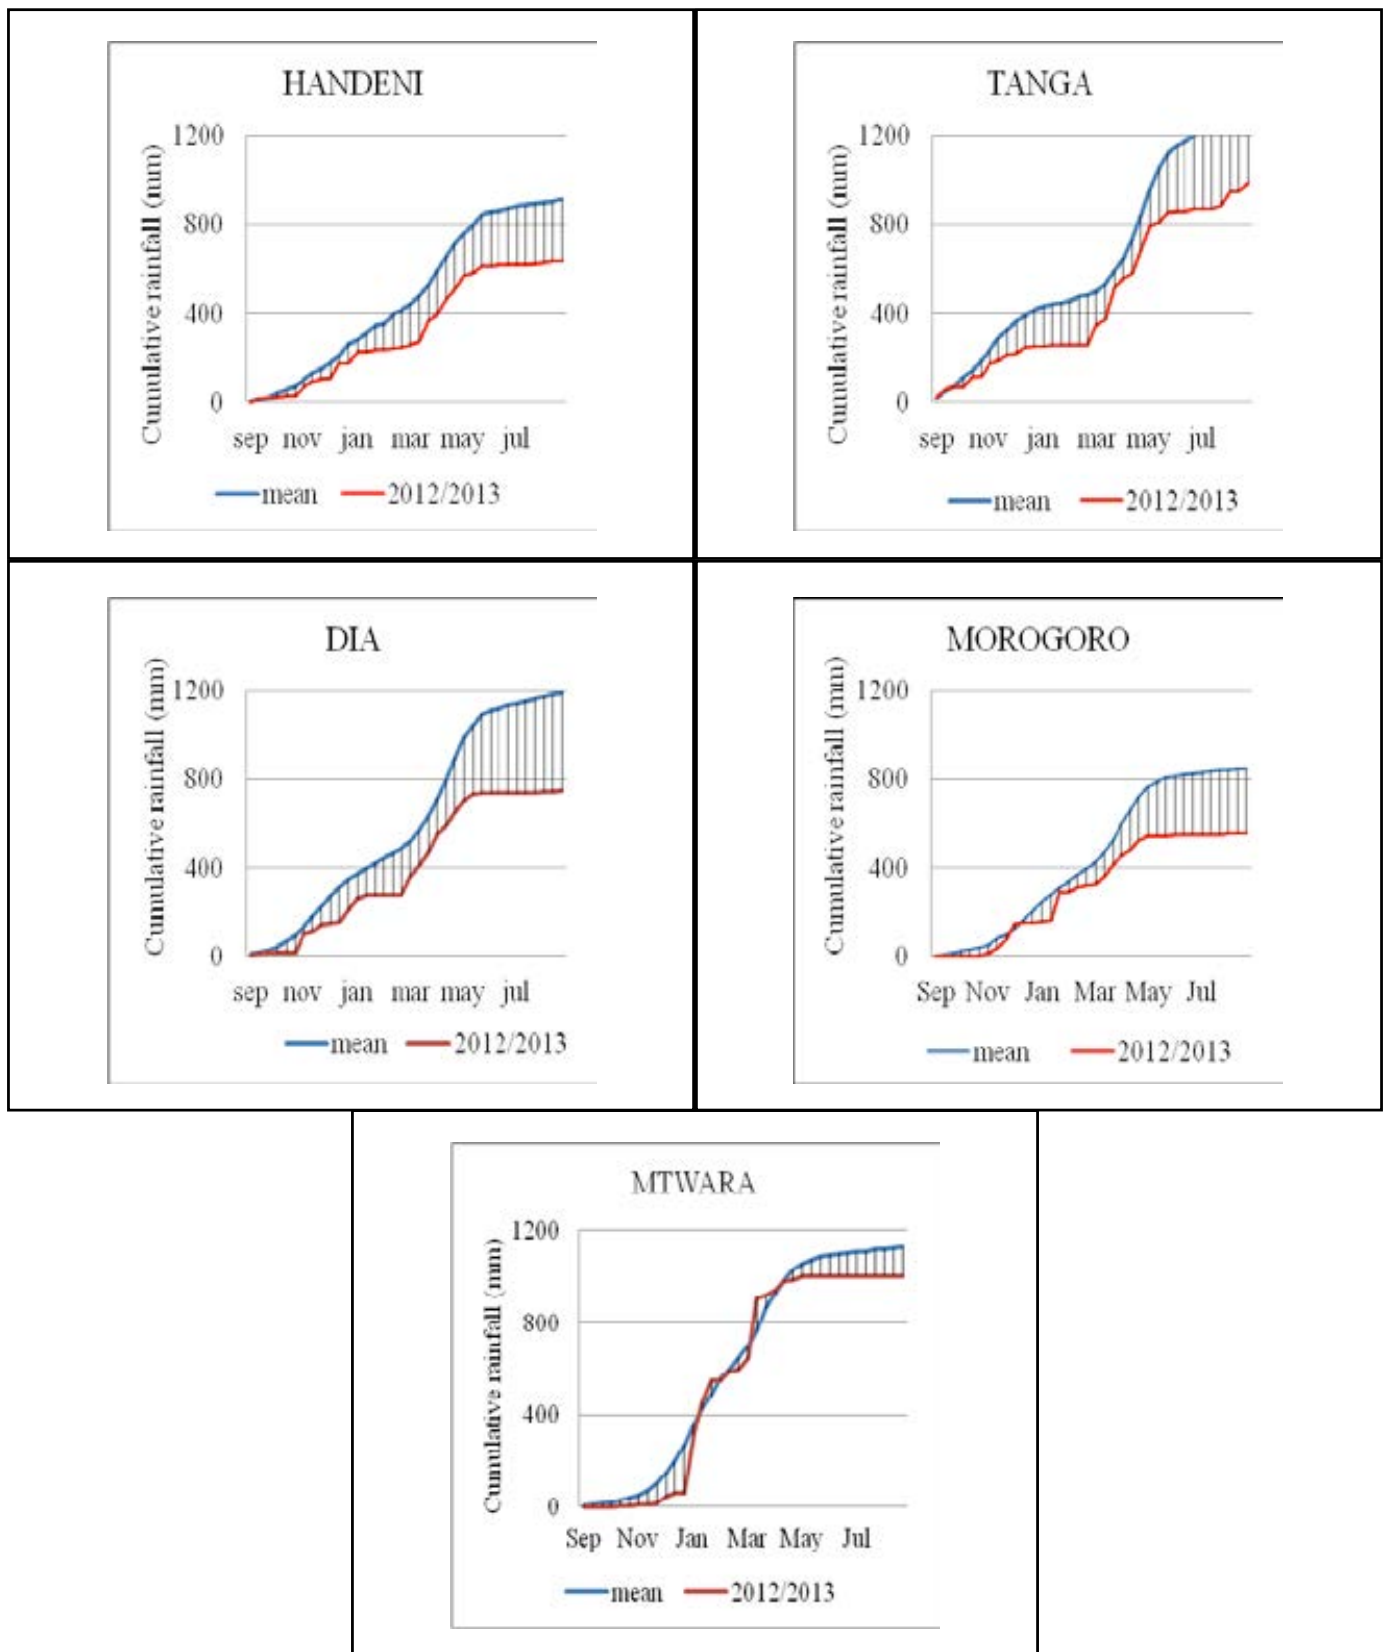 HANDENI
Cumulative rainfall (mm)
1200
800
400
0
sep nov jan mar may jul
mean 2012/2013
TANGA
Cumulative rainfall (mm)
1200
800
400
0
sep nov jan mar may jul
mean 2012/2013
DIA
Cumulative rainfall (mm)
1200
800
400
0
sep nov jan mar may jul
mean 2012/2013
MOROGORO
Cumulative rainfall (mm)
1200
800
400
0
Sep Nov Jan Mar May Jul
mean 2012/2013
MTWARA
Cumulative rainfall (mm)
1200
800
400
0
Sep Nov Jan Mar May Jul
mean 2012/2013